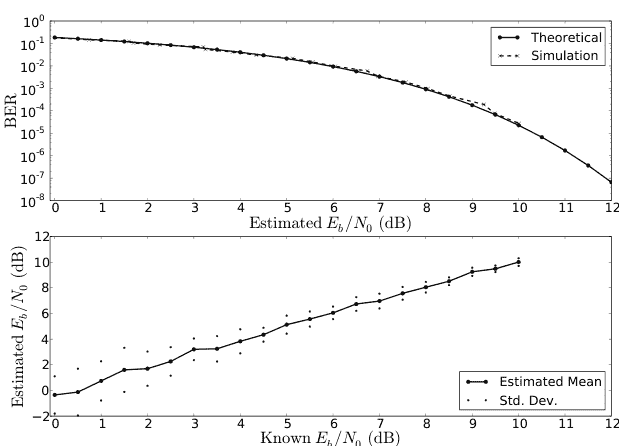 10^0
10^-1
10^-2
10^-3
10^-4
10^-5
10^-6
10^-7
10^-8
BER
Theoretical
Simulation
0 1 2 3 4 5 6 7 8 9 10 11 12
Estimated E_b/N_0 (dB)
12
10
8
6
4
2
0
−2
Estimated E_b/N_0 (dB)
Estimated Mean
Std. Dev.
0 1 2 3 4 5 6 7 8 9 10 11 12
Known E_b/N_0 (dB)